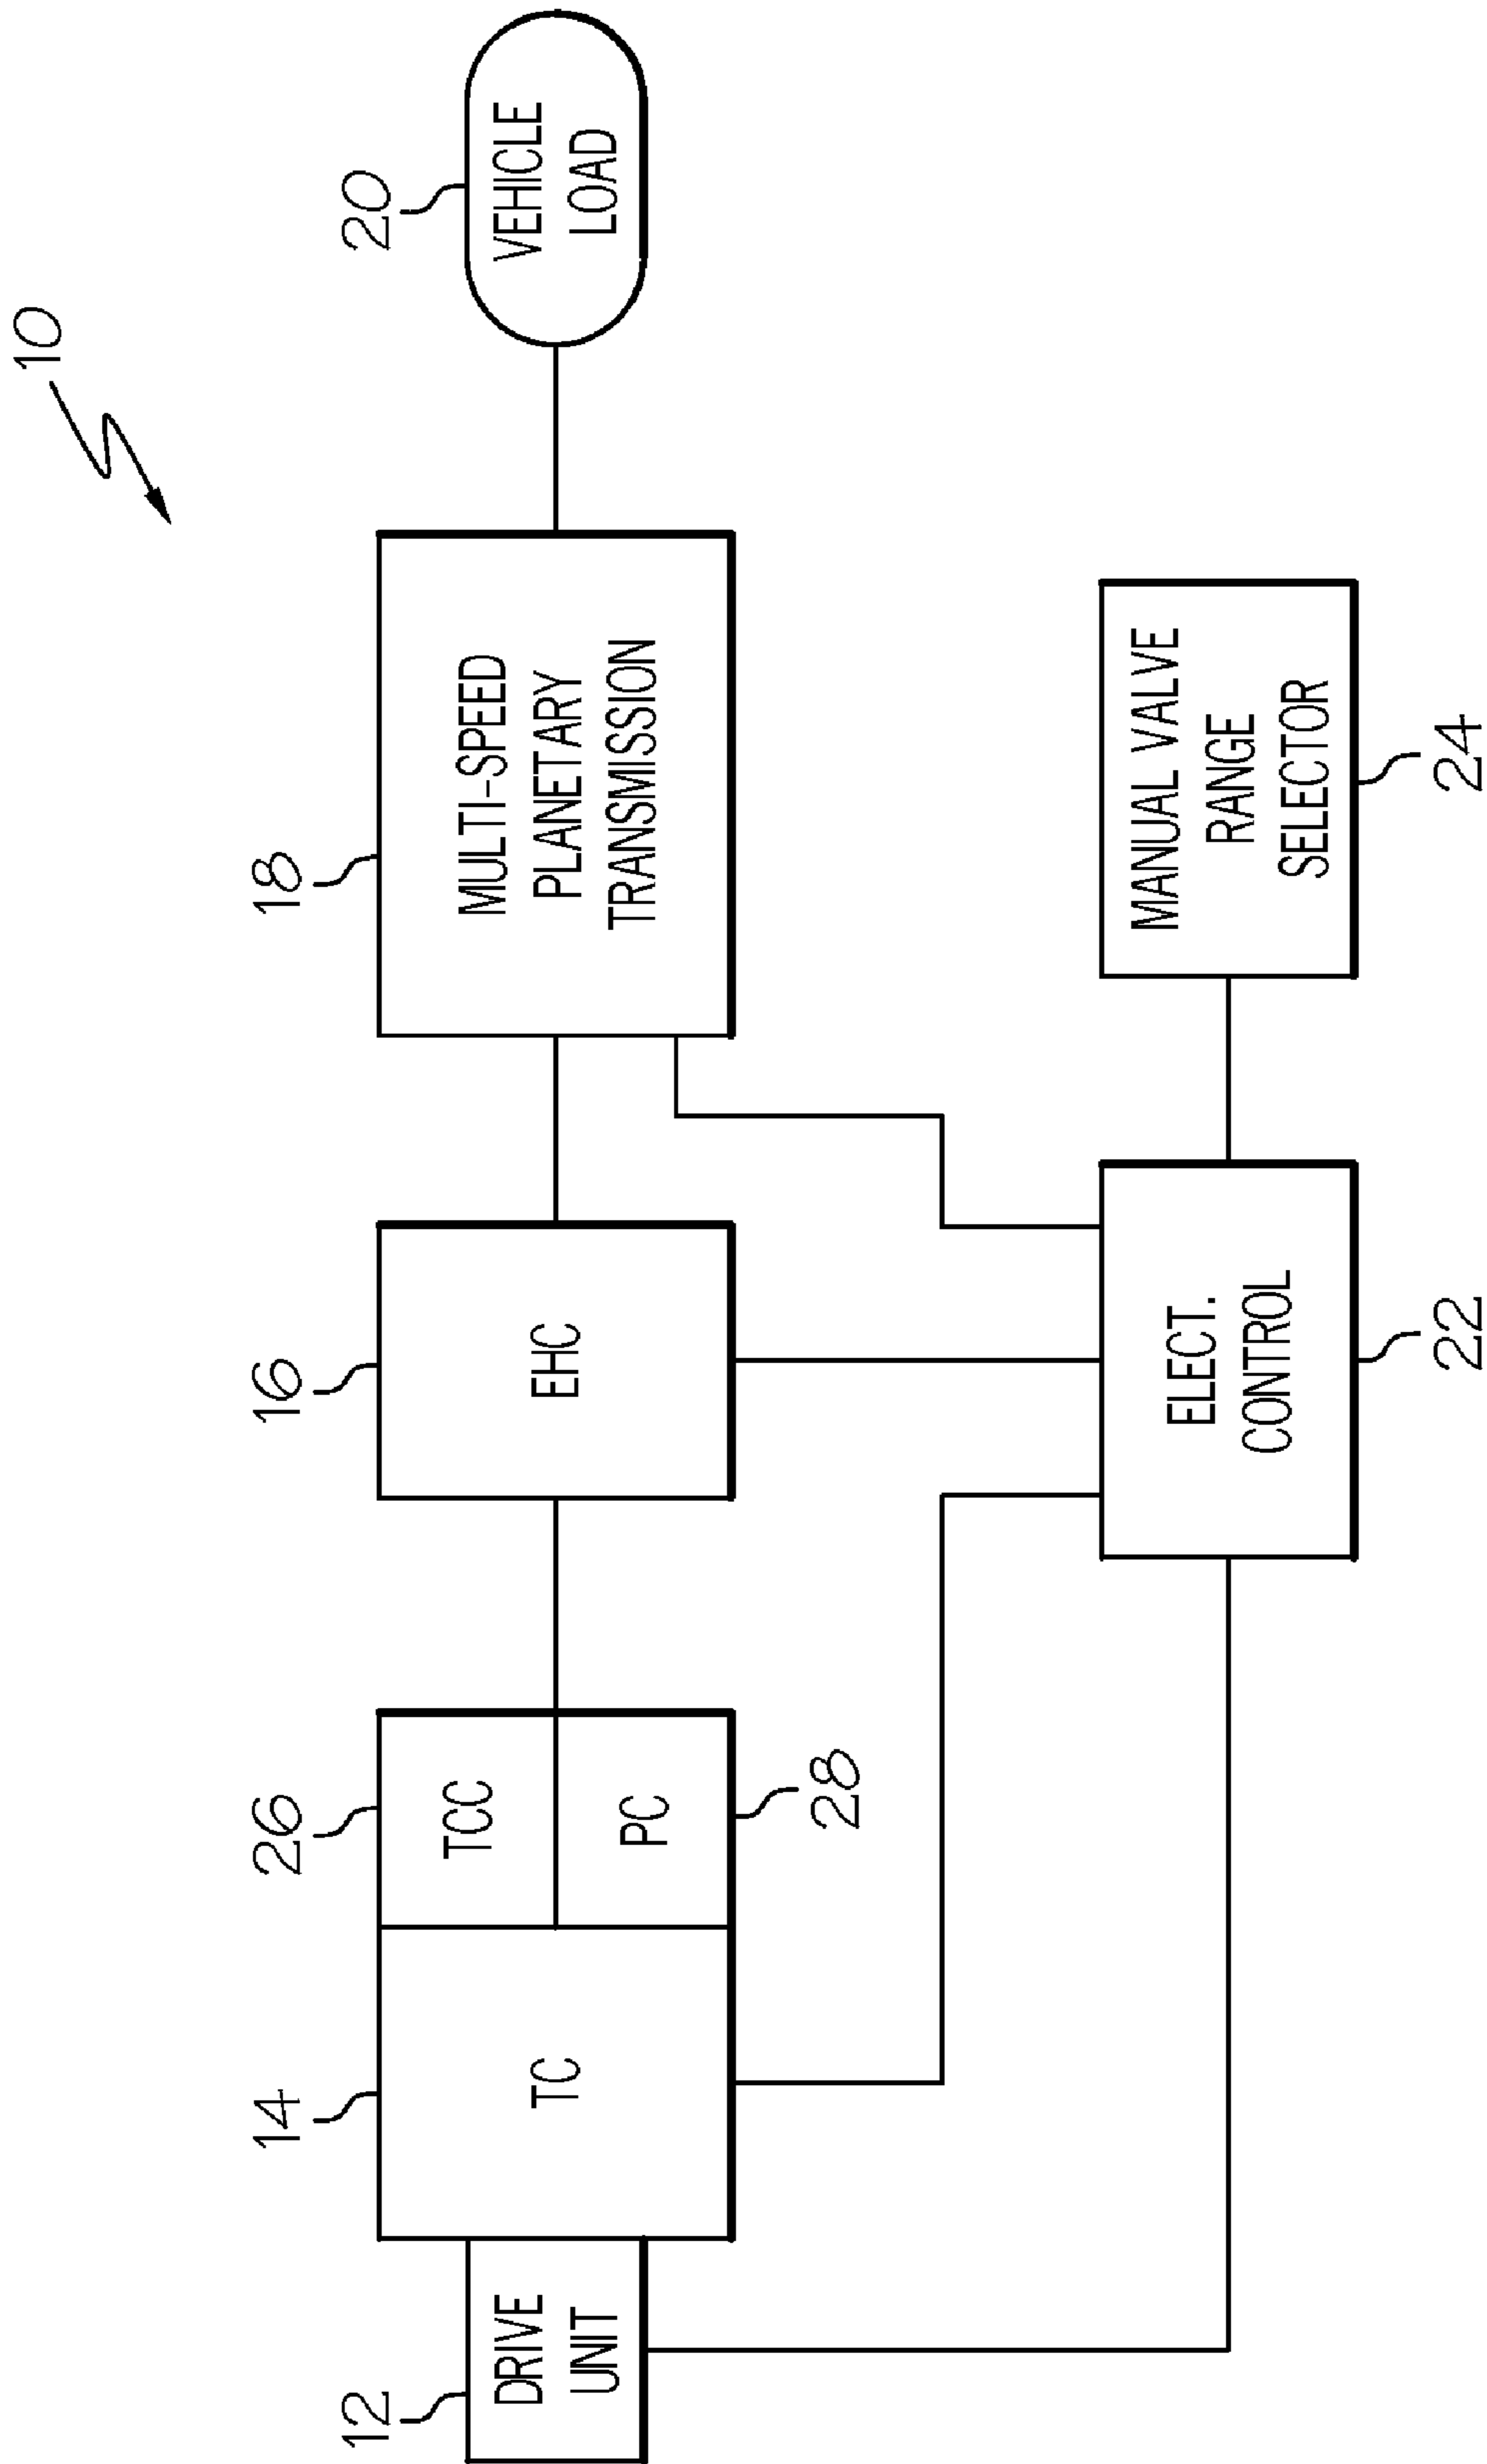 10
12
DRIVE
UNIT
14
TC
26
TCC
PC
28
16
EHC
18
MULTI-SPEED
PLANETARY
TRANSMISSION
20
VEHICLE
LOAD
ELECT.
CONTROL
22
MANUAL VALVE
RANGE
SELECTOR
24